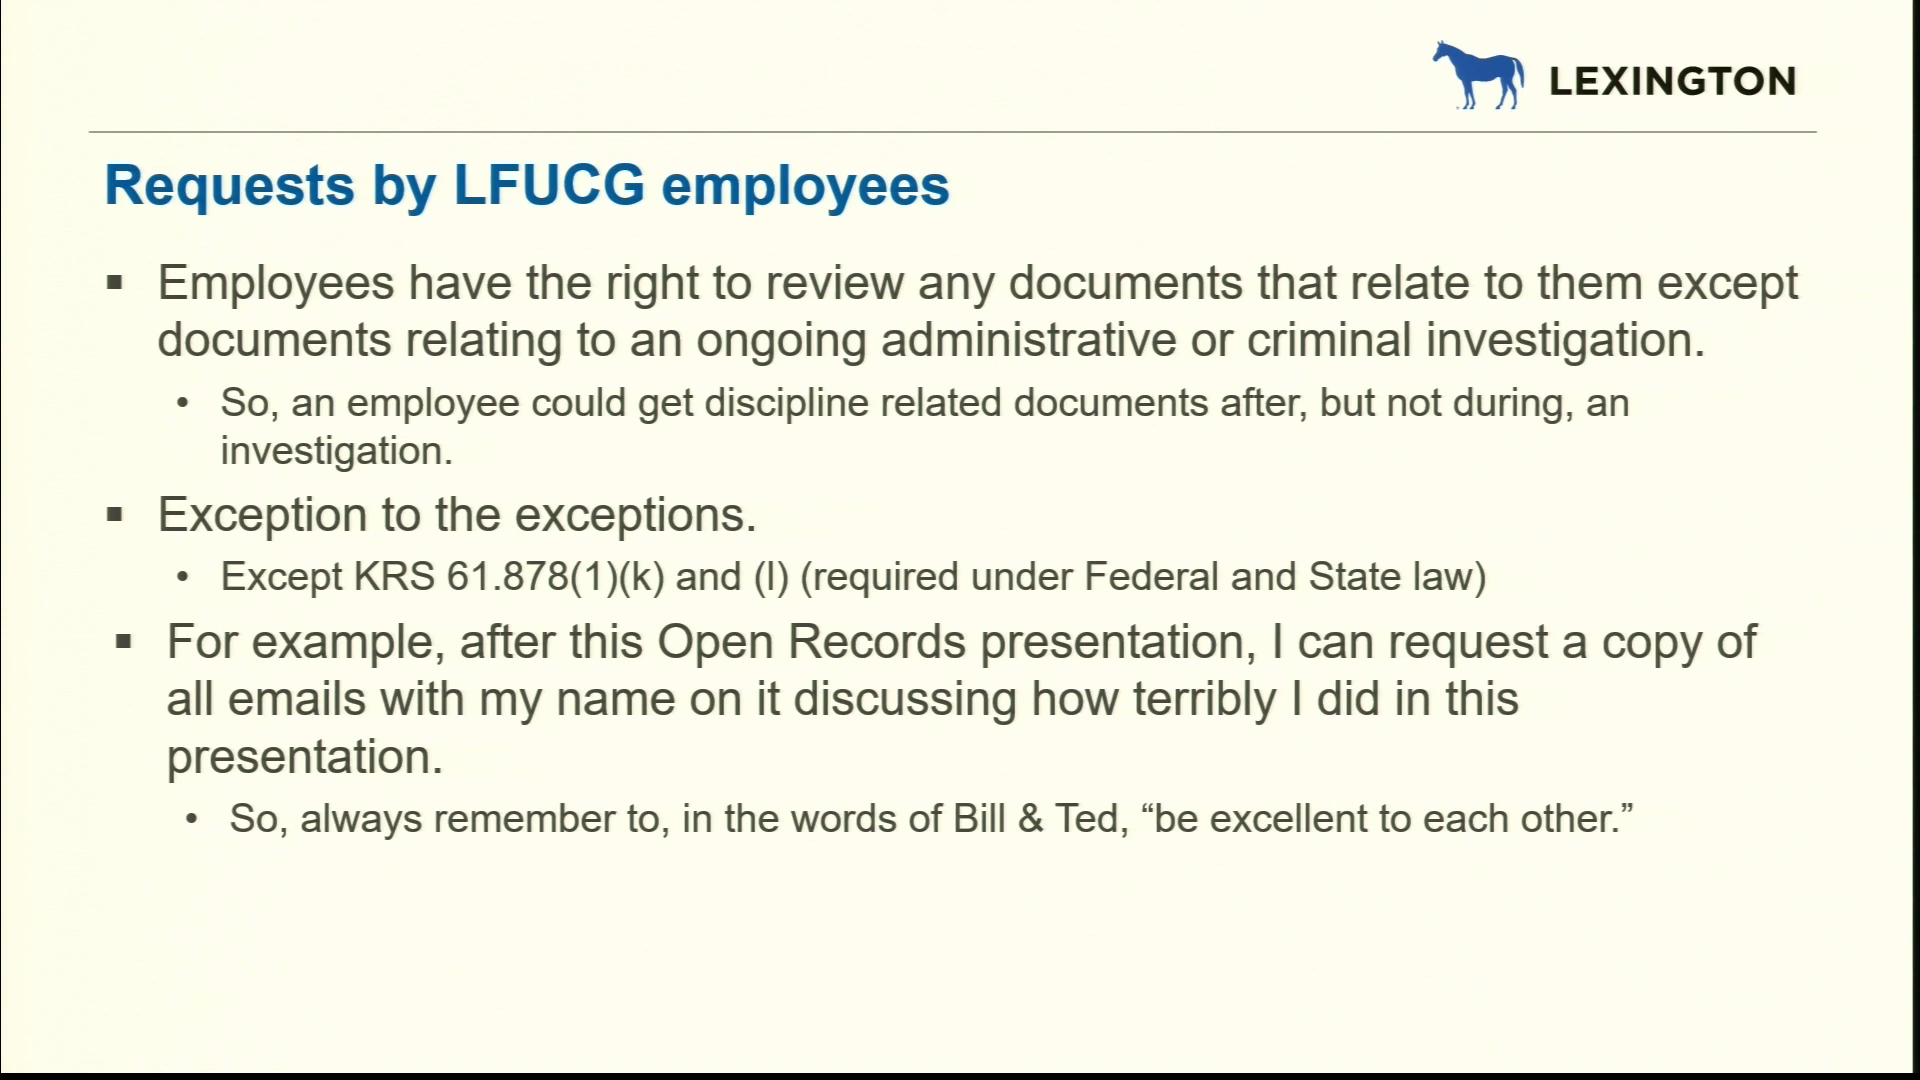 LEXINGTON
Requests by LFUCG employees
▪ Employees have the right to review any documents that relate to them except
documents relating to an ongoing administrative or criminal investigation.
• So, an employee could get discipline related documents after, but not during, an
investigation.
▪ Exception to the exceptions.
• Except KRS 61.878(1)(k) and (l) (required under Federal and State law)
▪ For example, after this Open Records presentation, I can request a copy of
all emails with my name on it discussing how terribly I did in this
presentation.
• So, always remember to, in the words of Bill & Ted, “be excellent to each other.”